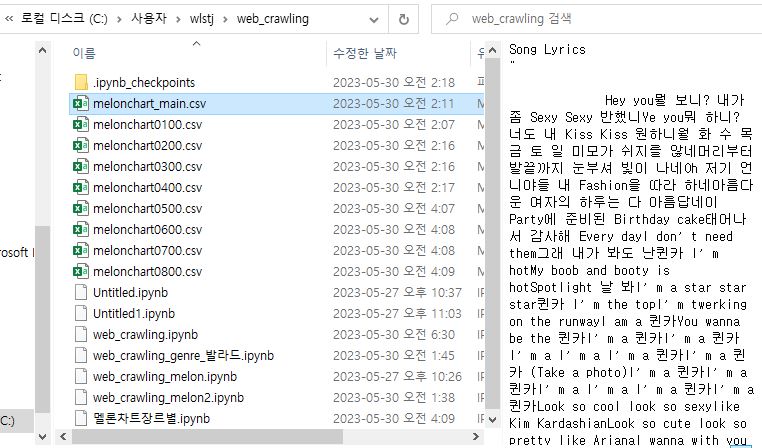 « 로컬 디스크 (C:) › 사용자 › wlstj › web_crawling
web_crawling 검색
이름 수정한 날짜 유
.ipynb_checkpoints 2023-05-30 오전 2:18
melonchart_main.csv 2023-05-30 오전 2:11
melonchart0100.csv 2023-05-30 오전 2:07
melonchart0200.csv 2023-05-30 오전 2:16
melonchart0300.csv 2023-05-30 오전 2:16
melonchart0400.csv 2023-05-30 오전 2:17
melonchart0500.csv 2023-05-30 오전 4:07
melonchart0600.csv 2023-05-30 오전 4:08
melonchart0700.csv 2023-05-30 오전 4:08
melonchart0800.csv 2023-05-30 오전 4:09
Untitled.ipynb 2023-05-27 오후 10:37
Untitled1.ipynb 2023-05-27 오후 11:03
web_crawling.ipynb 2023-05-30 오전 6:30
web_crawling_genre_발라드.ipynb 2023-05-30 오전 1:45
web_crawling_melon.ipynb 2023-05-27 오후 10:26
web_crawling_melon2.ipynb 2023-05-30 오전 1:38
멜론차트장르별.ipynb 2023-05-30 오전 4:09
rosoft
C:)
Song Lyrics
"
Hey you뭘 보니? 내가
좀 Sexy Sexy 반했니Ye you뭐 하니?
너도 내 Kiss Kiss 원하니월 화 수 목
금 토 일 미모가 쉬지를 않네머리부터
발끝까지 눈부셔 빛이 나네Oh 저기 언
니야들 내 Fashion을 따라 하네아름다
운 여자의 하루는 다 아름답네이
Party에 준비된 Birthday cake태어나
서 감사해 Every dayI don't need
them그래 내가 봐도 난퀸카 I'm
hotMy boob and booty is
hotSpotlight 날 봐I'm a star star
star퀸카 I'm the topI'm twerking
on the runwayI am a 퀸카You wanna
be the 퀸카I'm a 퀸카I'm a 퀸카
I'm a I'm a I'm a 퀸카I'm a 퀸
카 (Take a photo)I'm a 퀸카I'm a
퀸카I'm a I'm a I'm a 퀸카I'm a
퀸카Look so cool look so sexylike
Kim KardashianLook so cute look so
pretty like ArianaI wanna with you